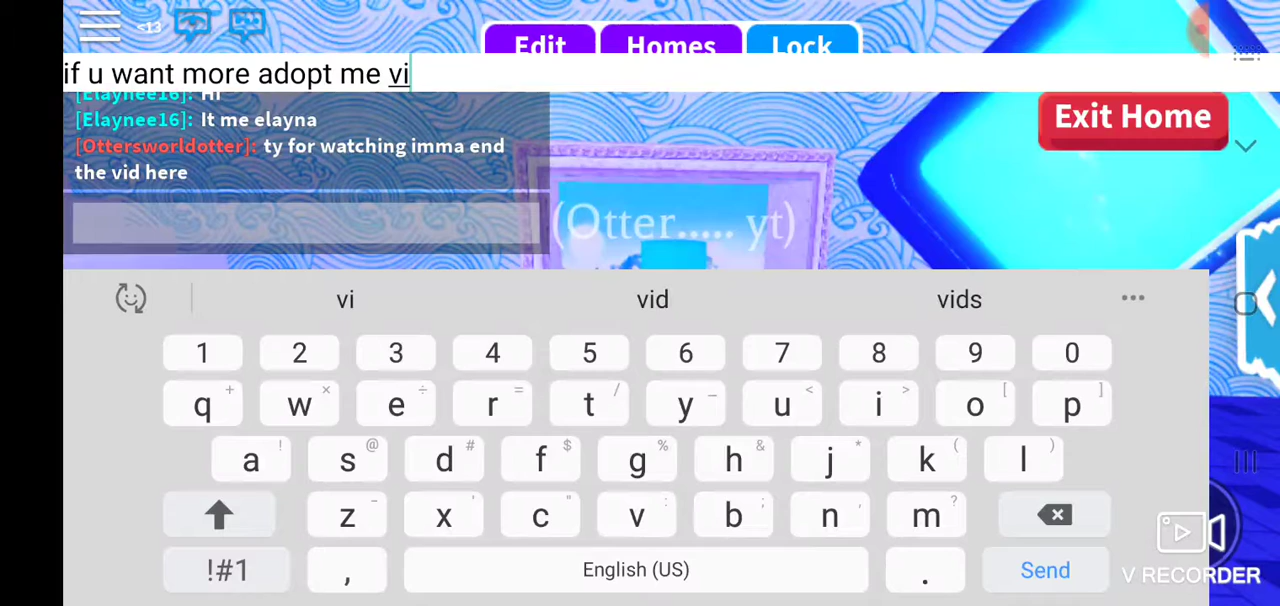 <13
Edit Homes Lock
if u want more adopt me vi
[Elaynee16]: Hi
[Elaynee16]: It me elayna
[Ottersworldotter]: ty for watching imma end
the vid here
Exit Home
(Otter..... yt)
vi vid vids
1 2 3 4 5 6 7 8 9 0
q + w × e ÷ r = t / y _ u < i > o [ p ]
a ! s @ d # f $ g % h & j * k ( l )
z - x ' c " v : b ; n , m ?
!#1 , English (US) . Send
V RECORDER